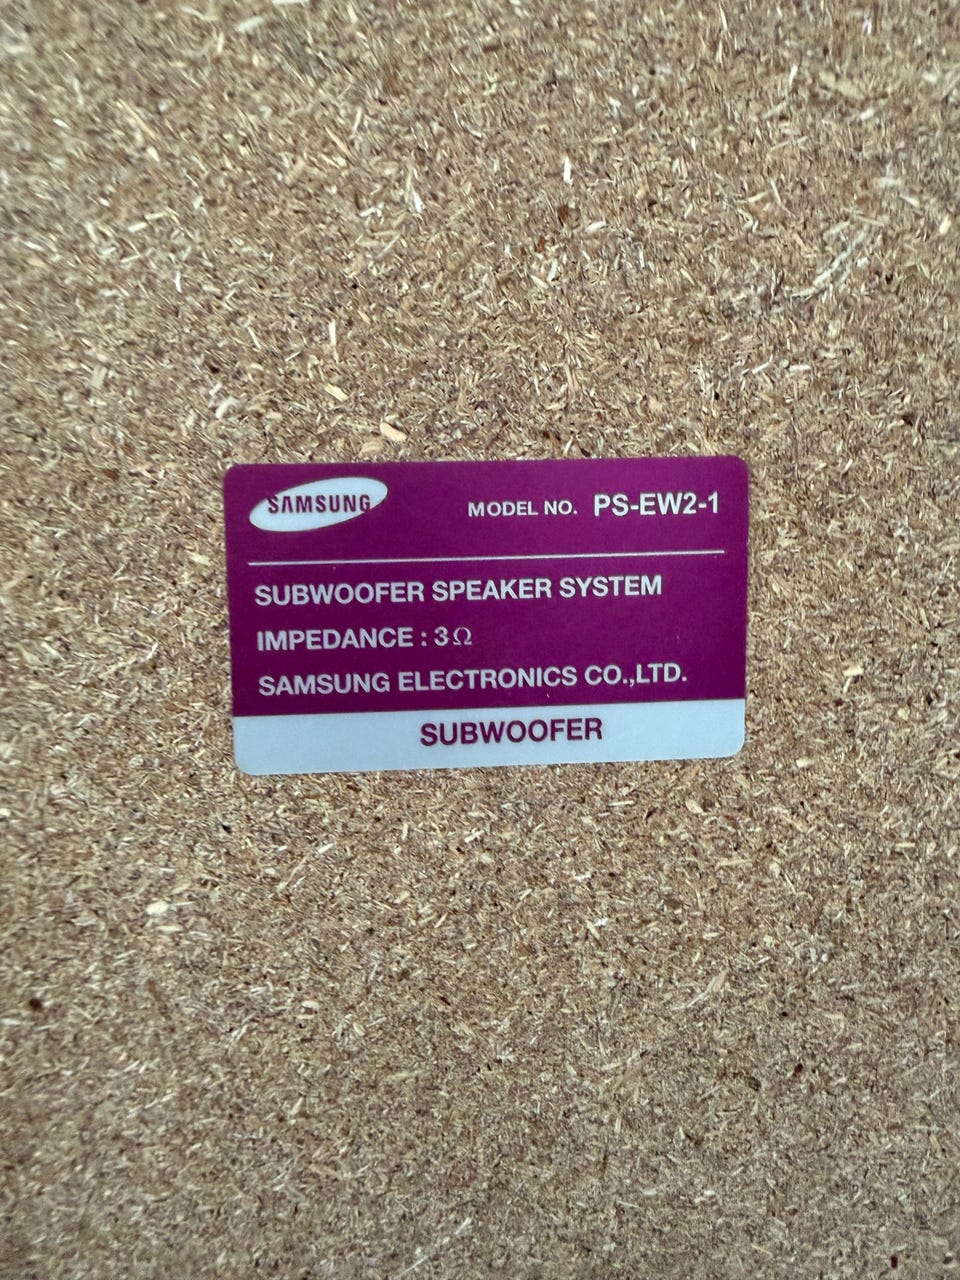 SAMSUNG
MODEL NO. PS-EW2-1
SUBWOOFER SPEAKER SYSTEM
IMPEDANCE : 3Ω
SAMSUNG ELECTRONICS CO.,LTD.
SUBWOOFER